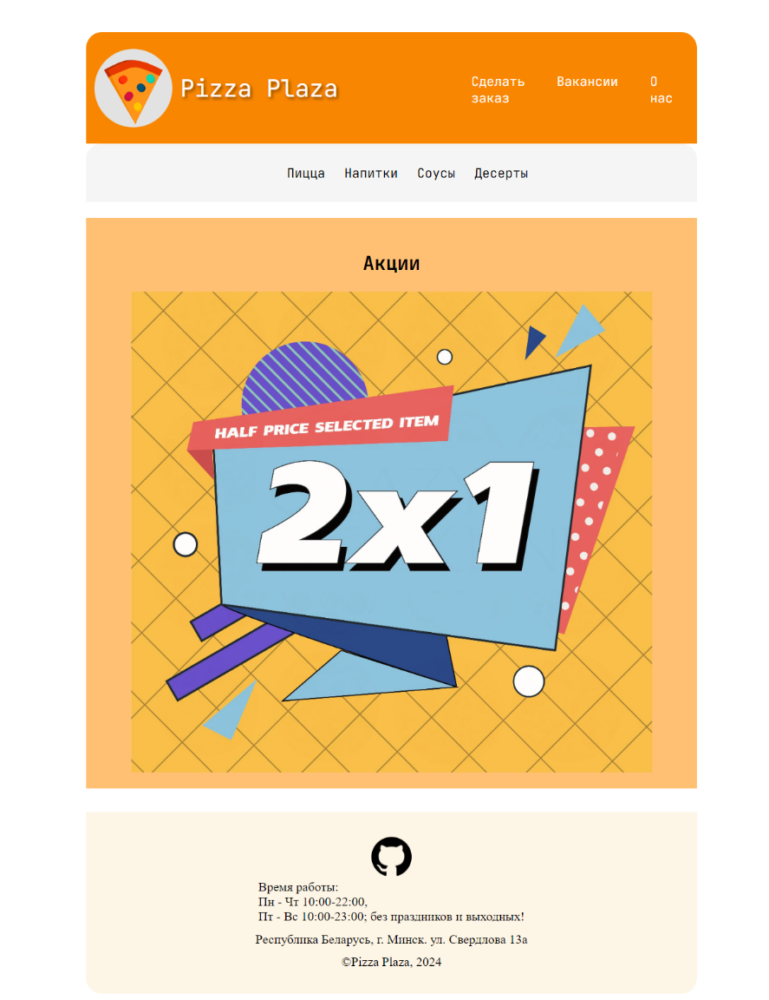 Pizza Plaza
Сделать
заказ
Вакансии
О
нас
Пицца Напитки Соусы Десерты
Акции
HALF PRICE SELECTED ITEM
2x1
Время работы:
Пн - Чт 10:00-22:00,
Пт - Вс 10:00-23:00; без праздников и выходных!
Республика Беларусь, г. Минск. ул. Свердлова 13а
©Pizza Plaza, 2024